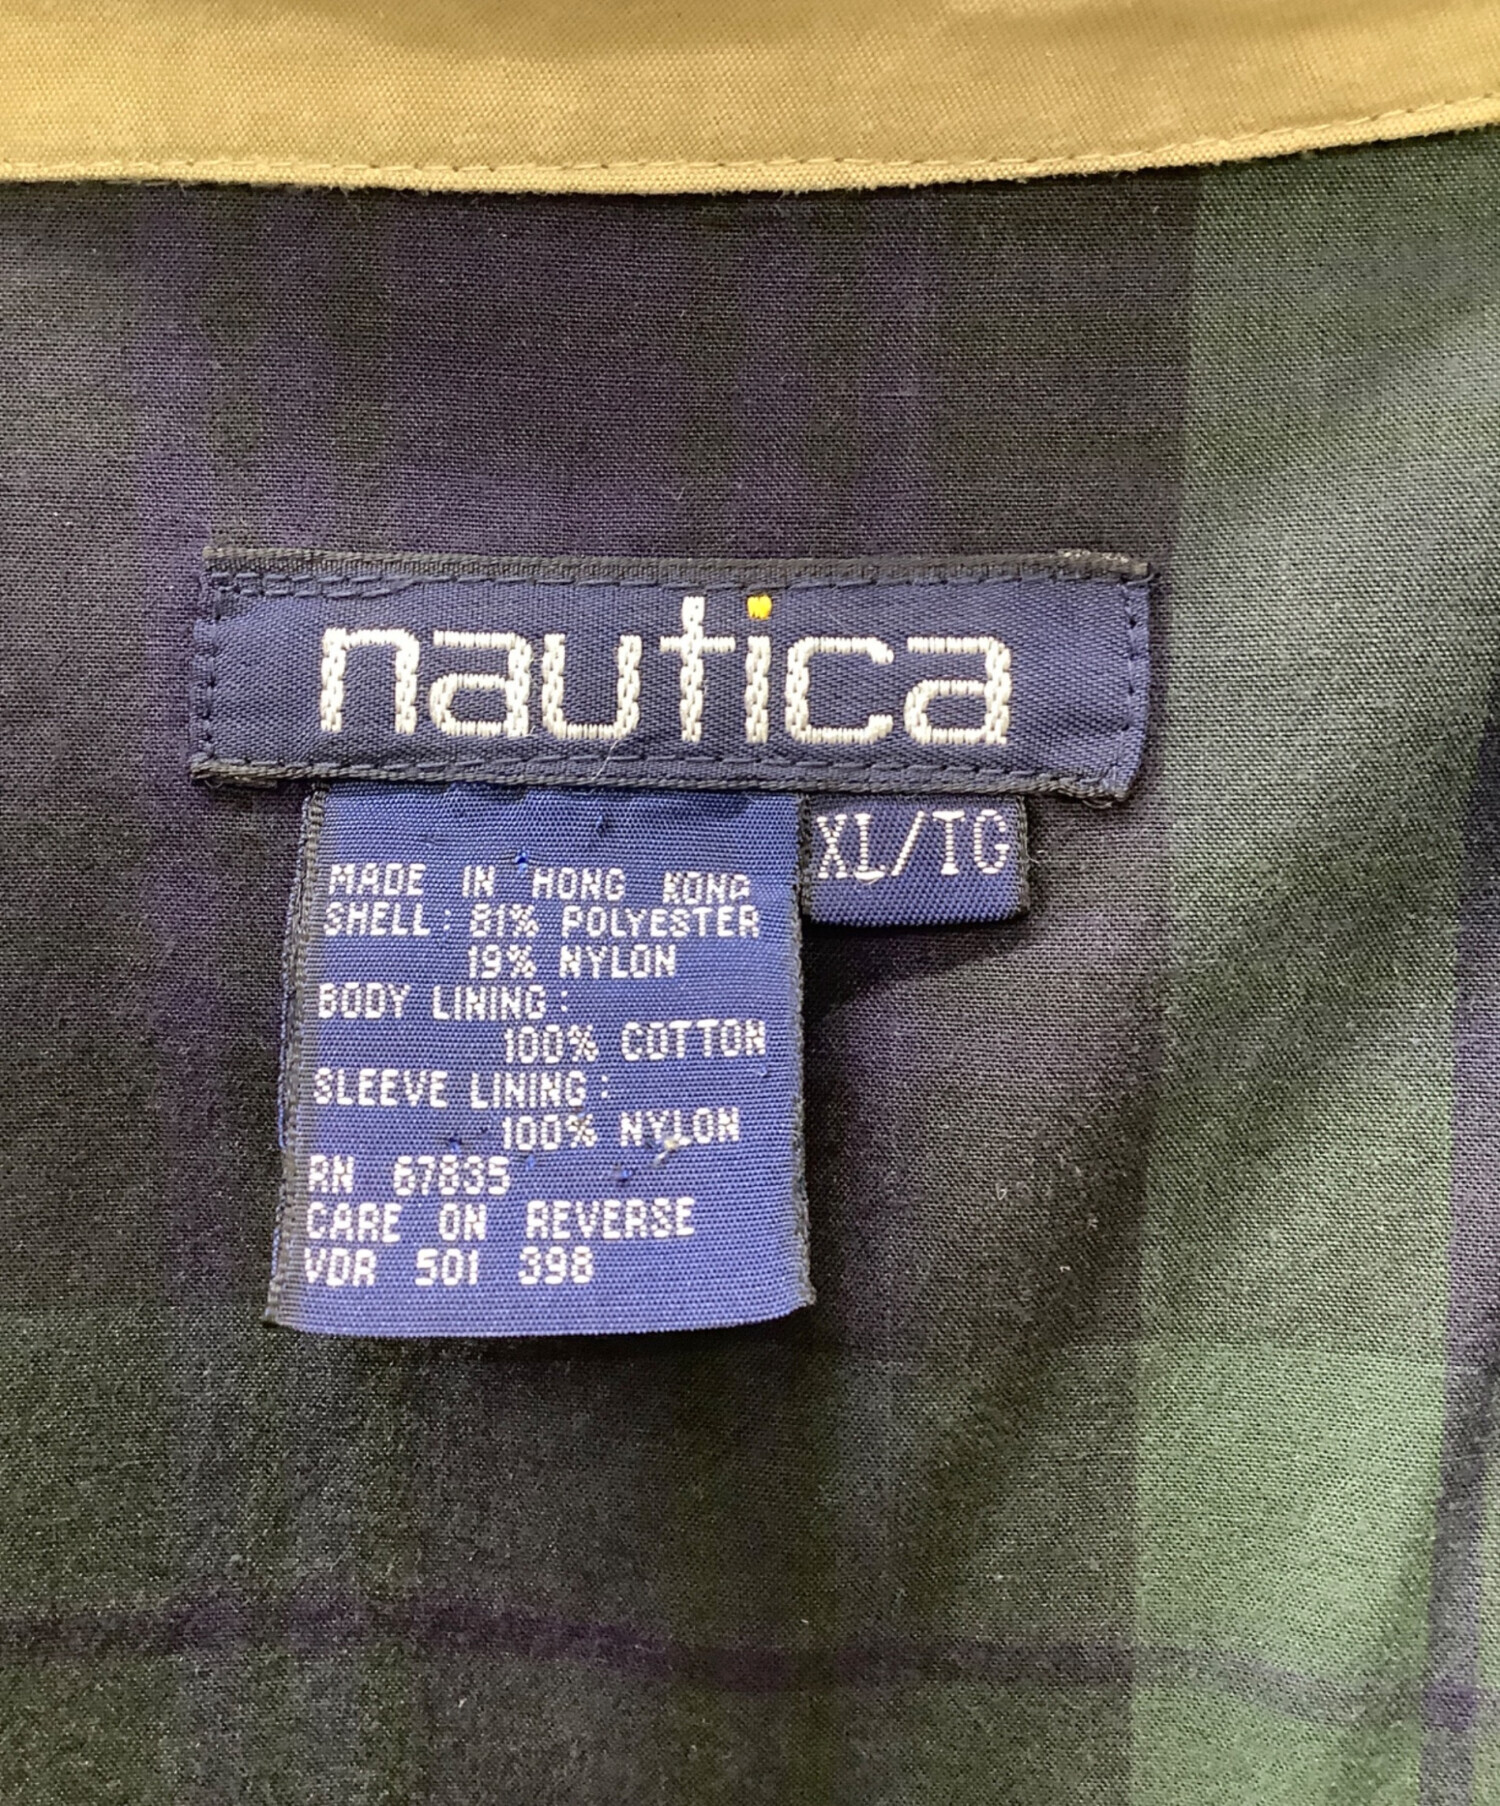 nautica
XL/TG
MADE IN HONG KONG
SHELL: 81% POLYESTER
19% NYLON
BODY LINING:
100% COTTON
SLEEVE LINING:
100% NYLON
RN 67835
CARE ON REVERSE
VDR 501 398